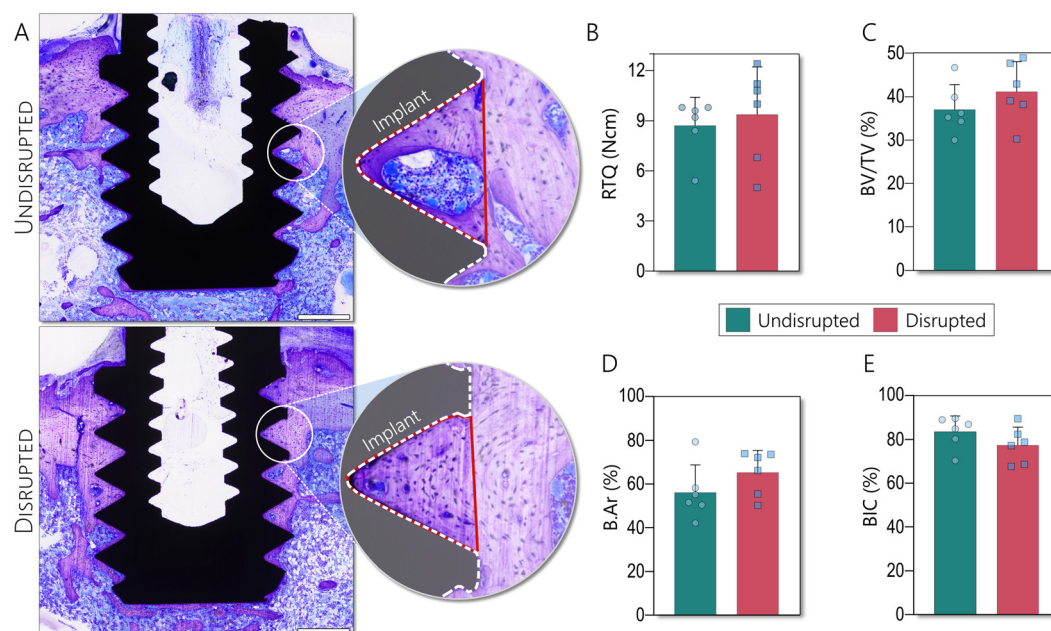 A
UNDISRUPTED
Implant
DISRUPTED
Implant
B
RTQ (Ncm)
12
9
6
3
0
C
BV/TV (%)
50
40
30
20
10
0
Undisrupted
Disrupted
D
B.Ar (%)
100
80
60
40
20
0
E
BIC (%)
100
80
60
40
20
0